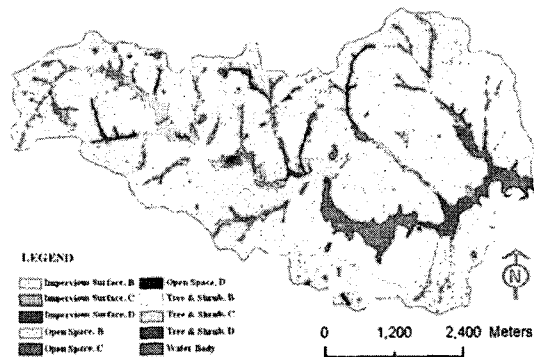 LEGEND
Impervious Surface, B
Impervious Surface, C
Impervious Surface, D
Open Space, B
Open Space, C
Open Space, D
Tree & Shrub, B
Tree & Shrub, C
Tree & Shrub, D
Water Body
N
0 1,200 2,400 Meters